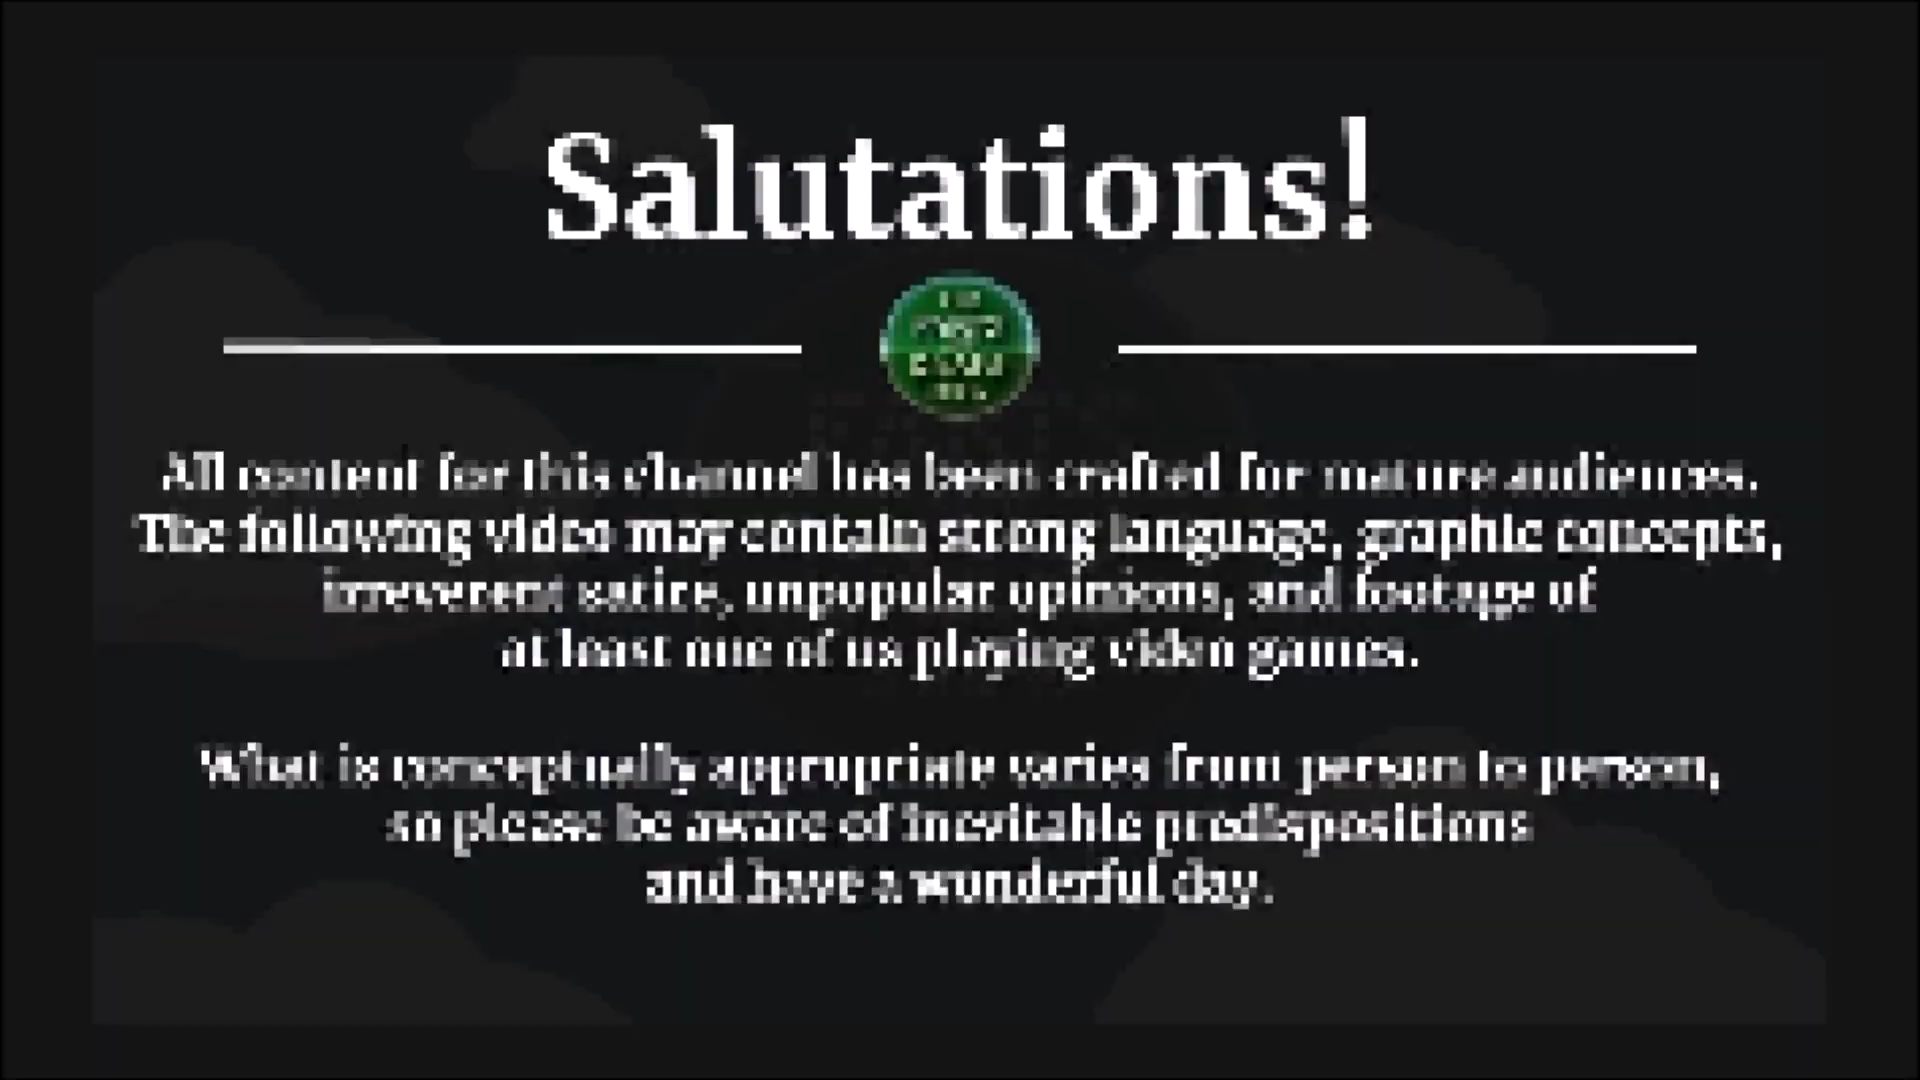 Salutations!
All content for this channel has been crafted for mature audiences.
The following video may contain strong language, graphic concepts,
irreverent satire, unpopular opinions, and footage of
at least one of us playing video games.
What is conceptually appropriate varies from person to person,
so please be aware of inevitable predispositions
and have a wonderful day.